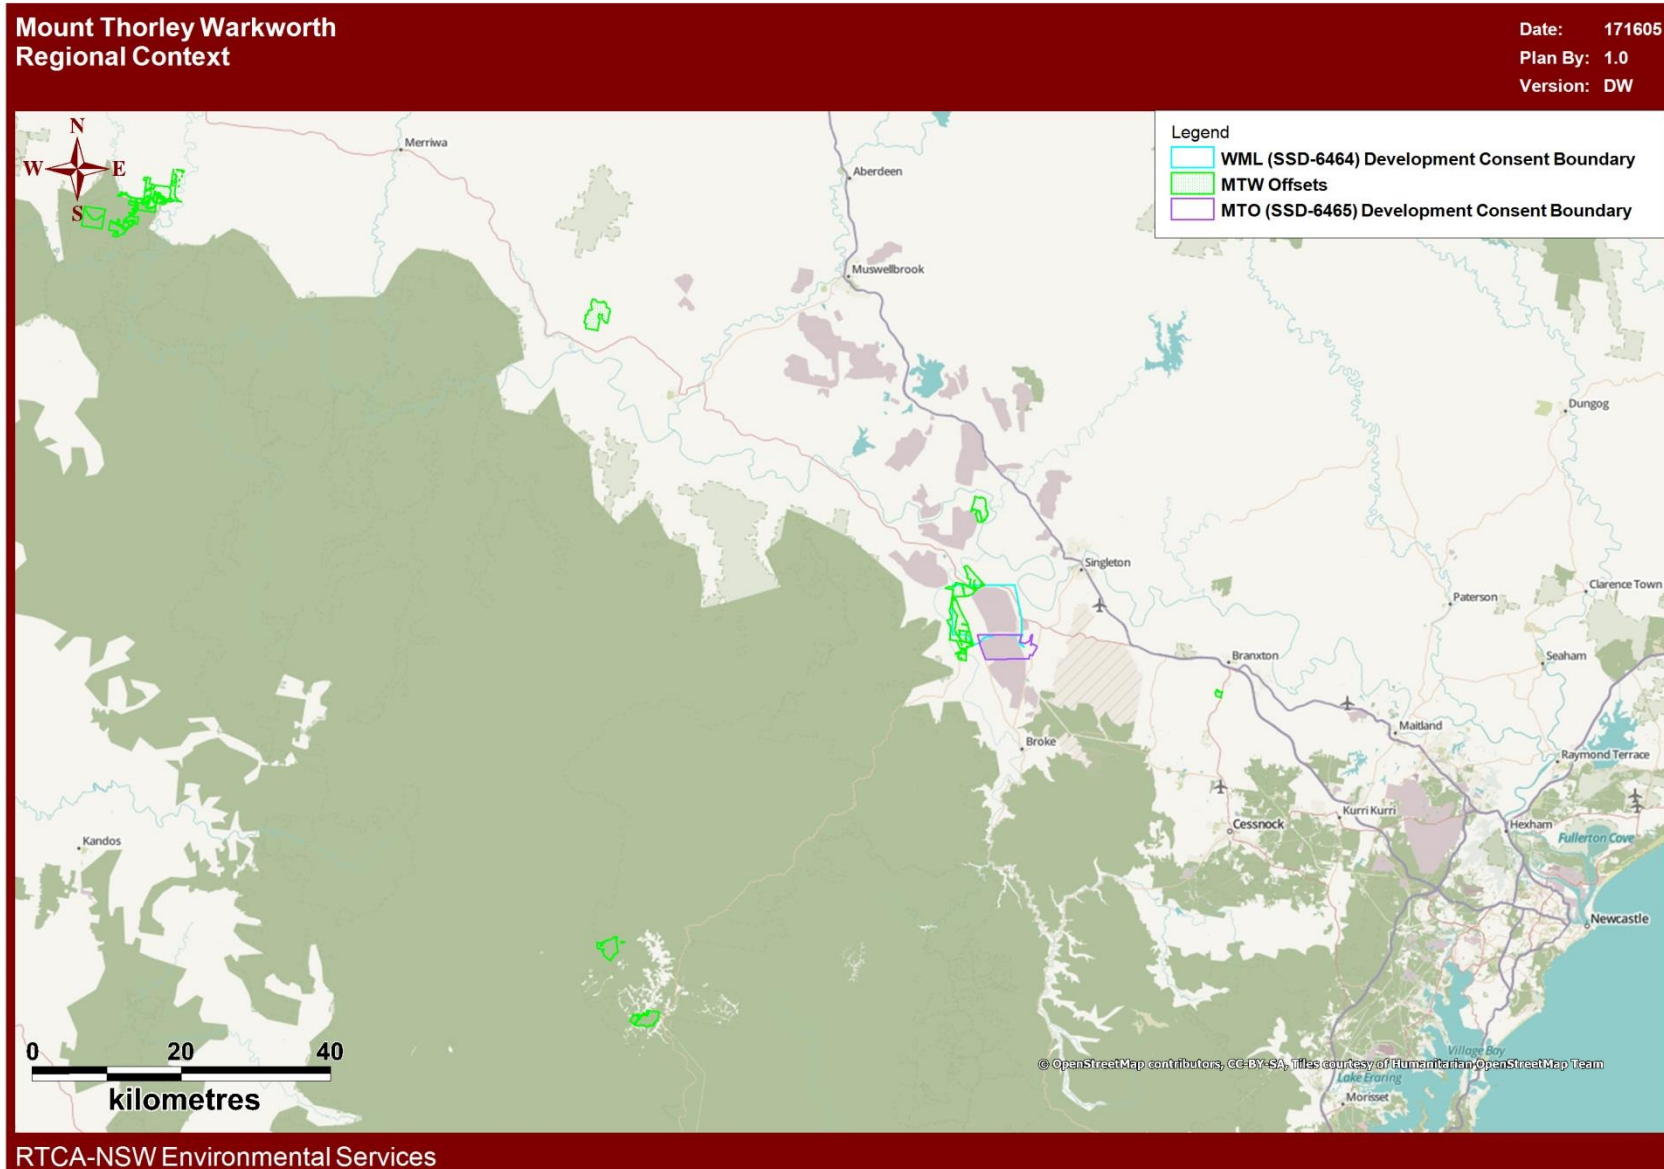 Mount Thorley Warkworth
Regional Context
Date: 171605
Plan By: 1.0
Version: DW
Legend
WML (SSD-6464) Development Consent Boundary
MTW Offsets
MTO (SSD-6465) Development Consent Boundary
N
W E
S
Merriwa
Aberdeen
Muswellbrook
Dungog
Singleton
Clarence Town
Paterson
Branxton
Seaham
Maitland
Broke
Raymond Terrace
Kurri Kurri
Cessnock
Hexham
Fullerton Cove
Kandos
Newcastle
0 20 40
kilometres
Village Bay
© OpenStreetMap contributors, CC-BY-SA, Tiles courtesy of Humanitarian OpenStreetMap Team
Lake Eraring
Morisset
RTCA-NSW Environmental Services